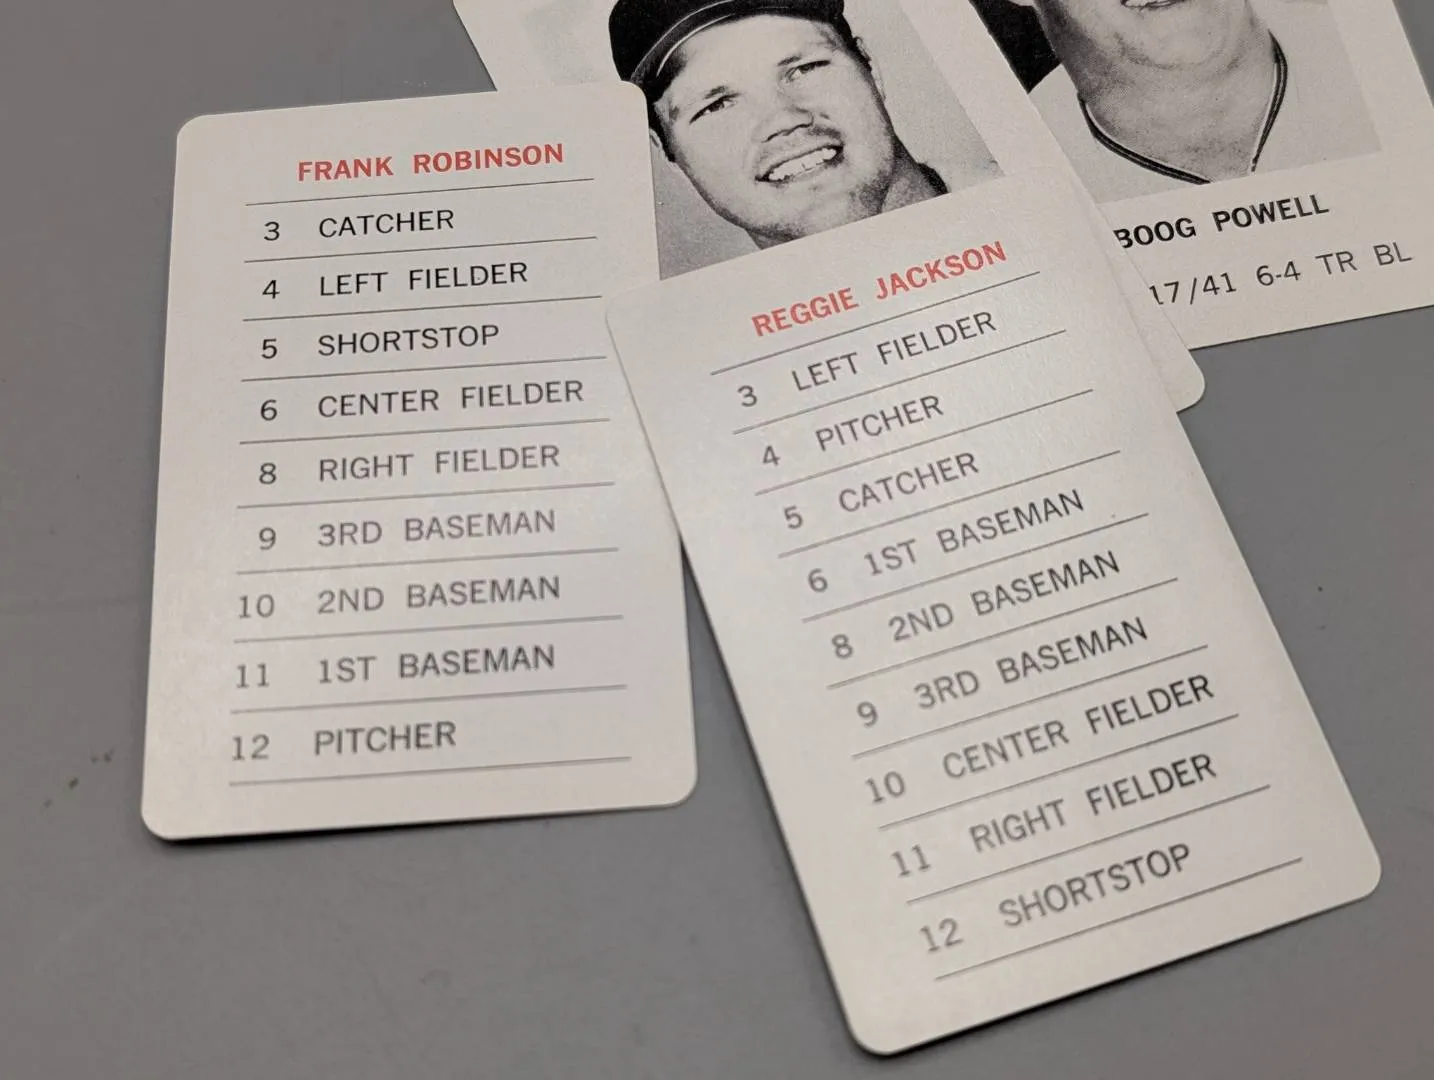 FRANK ROBINSON
3 CATCHER
4 LEFT FIELDER
5 SHORTSTOP
6 CENTER FIELDER
8 RIGHT FIELDER
9 3RD BASEMAN
10 2ND BASEMAN
11 1ST BASEMAN
12 PITCHER
REGGIE JACKSON
3 LEFT FIELDER
4 PITCHER
5 CATCHER
6 1ST BASEMAN
8 2ND BASEMAN
9 3RD BASEMAN
10 CENTER FIELDER
11 RIGHT FIELDER
12 SHORTSTOP
BOOG POWELL
17/41 6-4 TR BL